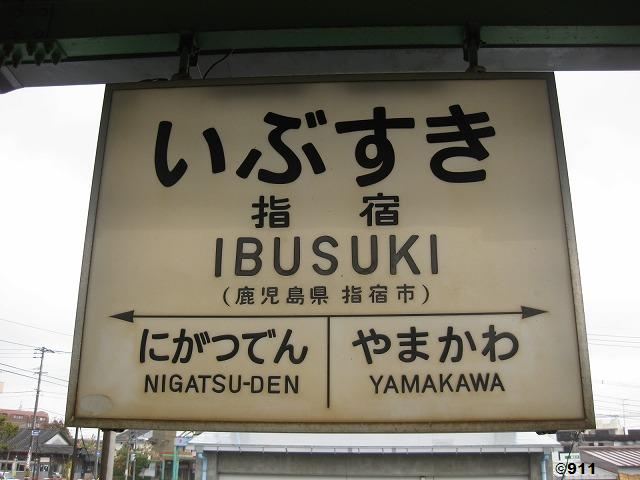 いぶすき
指宿
IBUSUKI
(鹿児島県 指宿市)
にがつでん
NIGATSU-DEN
やまかわ
YAMAKAWA
©911